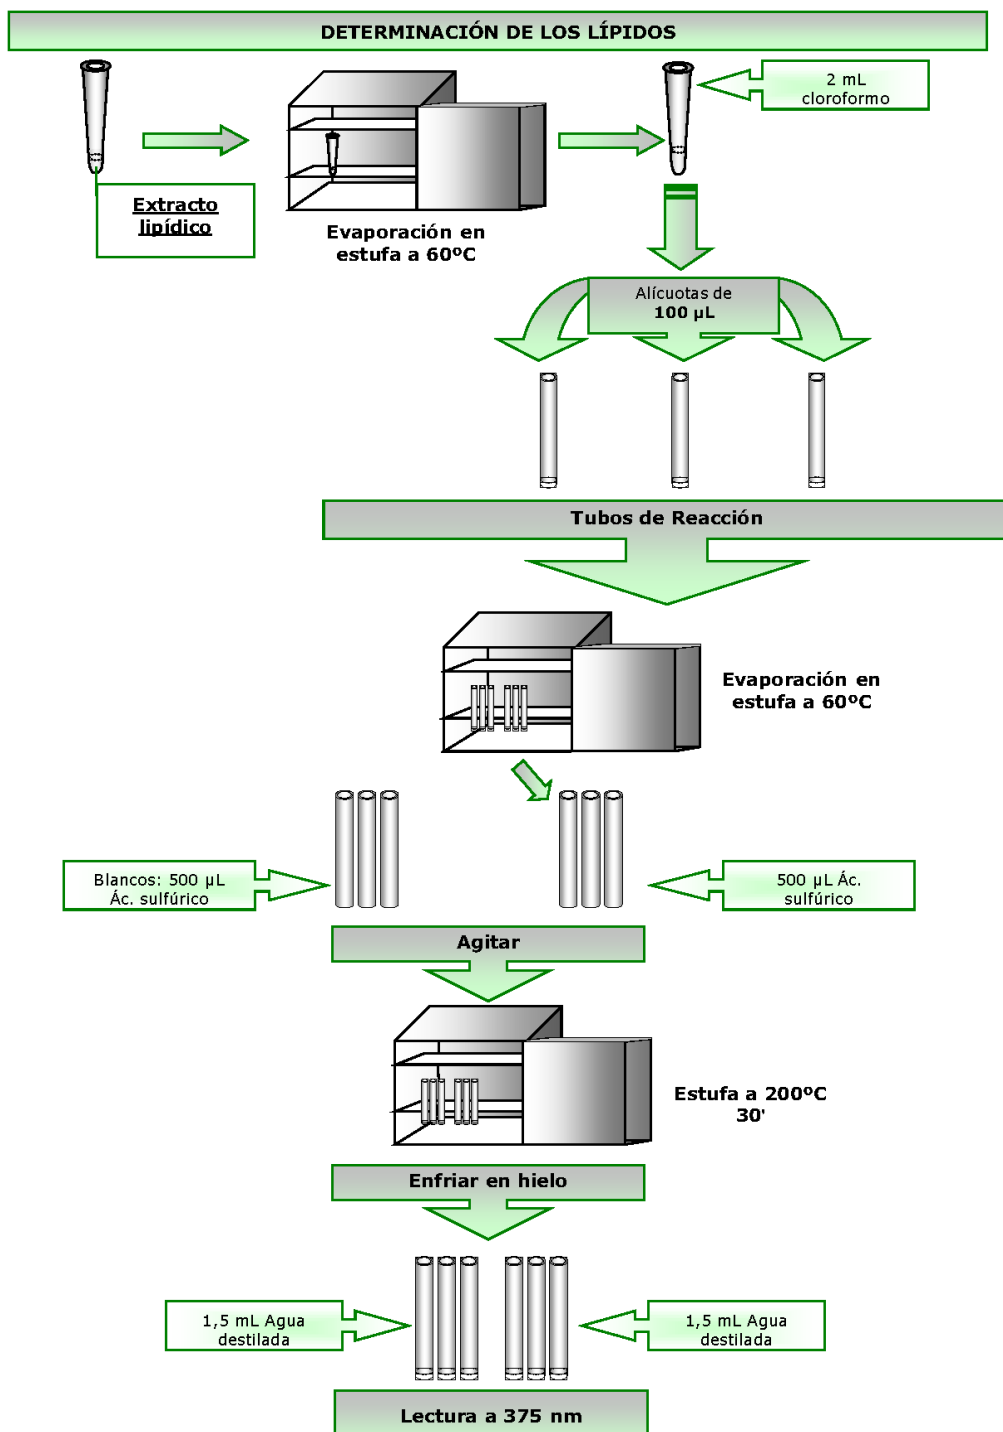 DETERMINACIÓN DE LOS LÍPIDOS
2 mL
cloroformo
Extracto
lipídico
Evaporación en
estufa a 60ºC
Alícuotas de
100 µL
Tubos de Reacción
Evaporación en
estufa a 60ºC
Blancos: 500 µL
Ác. sulfúrico
500 µL Ác.
sulfúrico
Agitar
Estufa a 200ºC
30'
Enfriar en hielo
1,5 mL Agua
destilada
1,5 mL Agua
destilada
Lectura a 375 nm